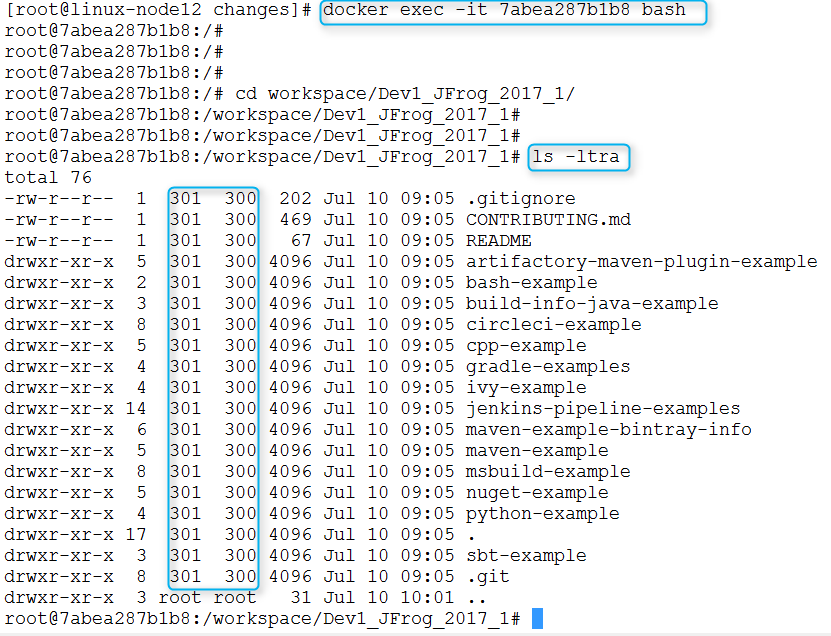 [root@linux-node12 changes]# docker exec -it 7abea287b1b8 bash
root@7abea287b1b8:/#
root@7abea287b1b8:/#
root@7abea287b1b8:/#
root@7abea287b1b8:/# cd workspace/Dev1_JFrog_2017_1/
root@7abea287b1b8:/workspace/Dev1_JFrog_2017_1#
root@7abea287b1b8:/workspace/Dev1_JFrog_2017_1#
root@7abea287b1b8:/workspace/Dev1_JFrog_2017_1# ls -ltra
total 76
-rw-r--r--  1 301  300  202 Jul 10 09:05 .gitignore
-rw-r--r--  1 301  300  469 Jul 10 09:05 CONTRIBUTING.md
-rw-r--r--  1 301  300   67 Jul 10 09:05 README
drwxr-xr-x  5 301  300 4096 Jul 10 09:05 artifactory-maven-plugin-example
drwxr-xr-x  2 301  300 4096 Jul 10 09:05 bash-example
drwxr-xr-x  3 301  300 4096 Jul 10 09:05 build-info-java-example
drwxr-xr-x  8 301  300 4096 Jul 10 09:05 circleci-example
drwxr-xr-x  5 301  300 4096 Jul 10 09:05 cpp-example
drwxr-xr-x  4 301  300 4096 Jul 10 09:05 gradle-examples
drwxr-xr-x  4 301  300 4096 Jul 10 09:05 ivy-example
drwxr-xr-x 14 301  300 4096 Jul 10 09:05 jenkins-pipeline-examples
drwxr-xr-x  6 301  300 4096 Jul 10 09:05 maven-example-bintray-info
drwxr-xr-x  5 301  300 4096 Jul 10 09:05 maven-example
drwxr-xr-x  8 301  300 4096 Jul 10 09:05 msbuild-example
drwxr-xr-x  5 301  300 4096 Jul 10 09:05 nuget-example
drwxr-xr-x  4 301  300 4096 Jul 10 09:05 python-example
drwxr-xr-x 17 301  300 4096 Jul 10 09:05 .
drwxr-xr-x  3 301  300 4096 Jul 10 09:05 sbt-example
drwxr-xr-x  8 301  300 4096 Jul 10 09:05 .git
drwxr-xr-x  3 root root   31 Jul 10 10:01 ..
root@7abea287b1b8:/workspace/Dev1_JFrog_2017_1#